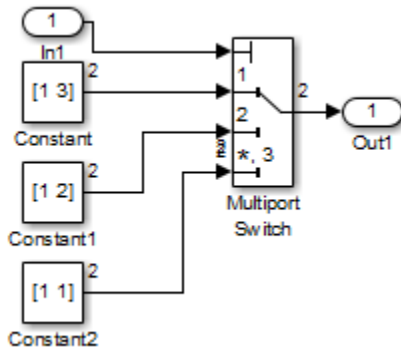 1
In1
[1 3]
2
Constant
[1 2]
2
Constant1
[1 1]
2
Constant2
1
2
*, 3
Multiport
Switch
2
1
Out1